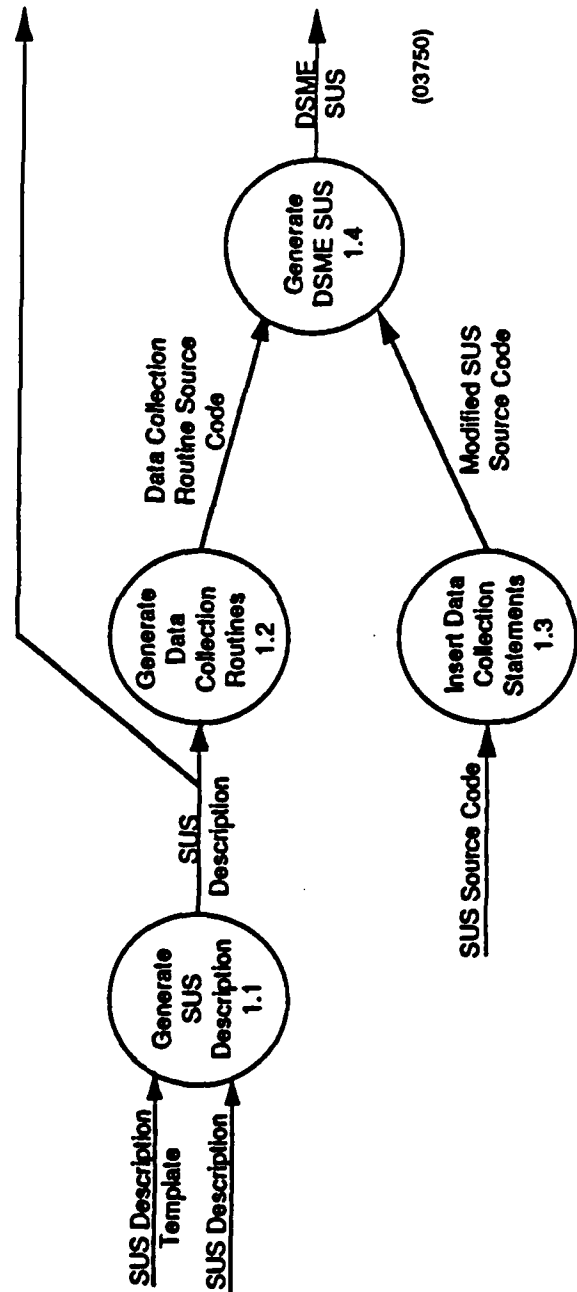 SUS Description
Template
SUS Description
Generate
SUS
Description
1.1
SUS
Description
Generate
Data
Collection
Routines
1.2
Data Collection
Routine Source
Code
SUS Source Code
Insert Data
Collection
Statements
1.3
Modified SUS
Source Code
Generate
DSME SUS
1.4
DSME
SUS
(03750)